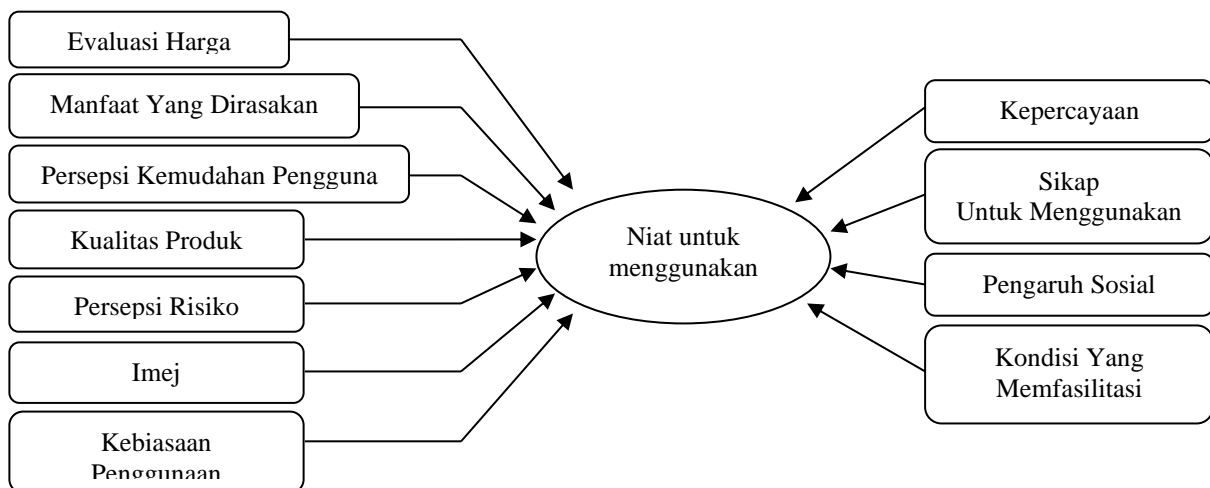 Evaluasi Harga
Manfaat Yang Dirasakan
Persepsi Kemudahan Pengguna
Kualitas Produk
Persepsi Risiko
Imej
Kebiasaan
Penggunaan
Niat untuk
menggunakan
Kepercayaan
Sikap
Untuk Menggunakan
Pengaruh Sosial
Kondisi Yang
Memfasilitasi